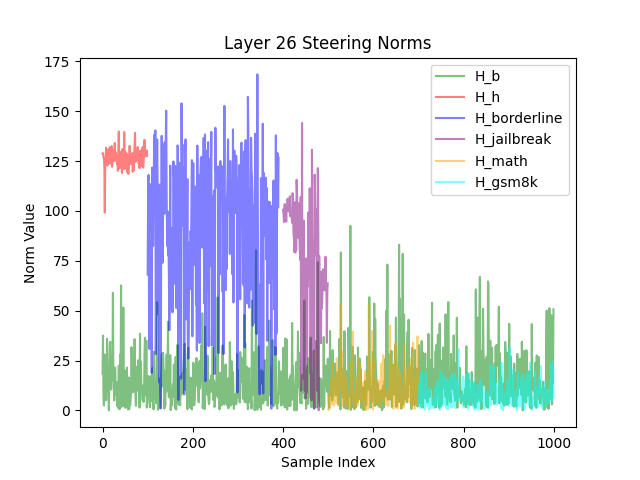 Layer 26 Steering Norms
175
150
125
100
75
50
25
0
Norm Value
H_b
H_h
H_borderline
H_jailbreak
H_math
H_gsm8k
0
200
400
600
800
1000
Sample Index